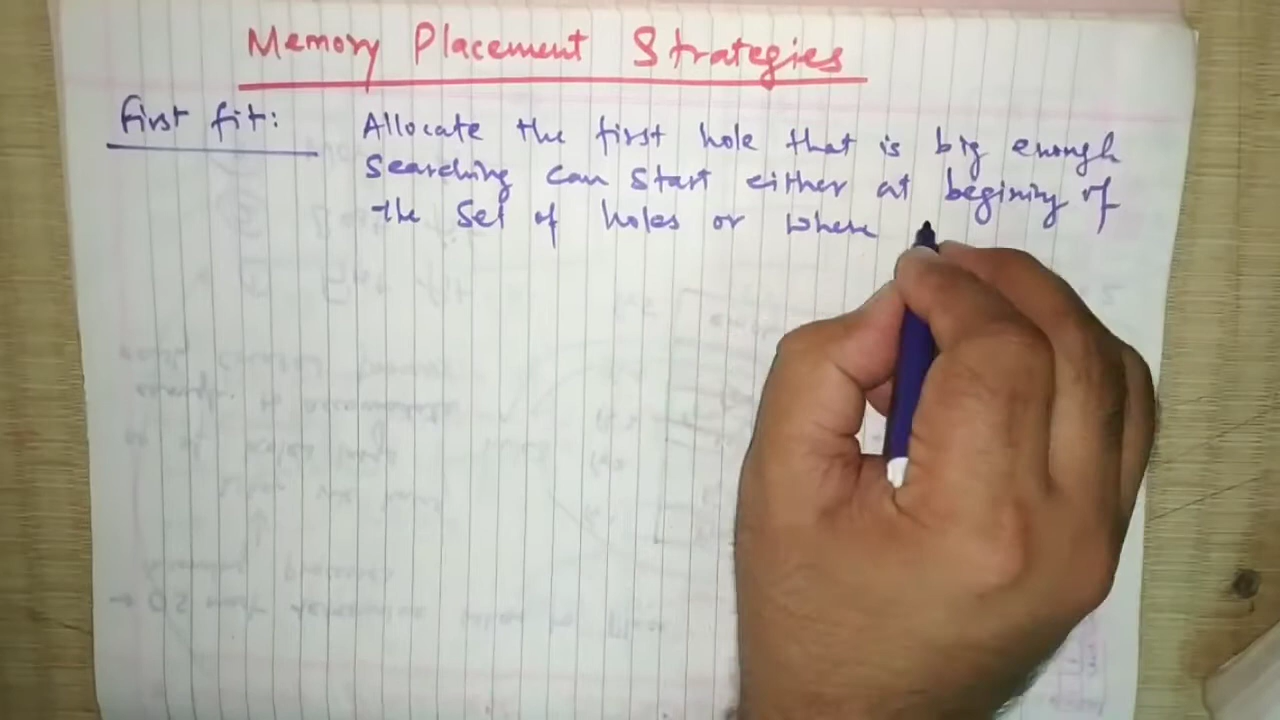 Memory Placement Strategies
First fit: Allocate the first hole that is big enough
Searching can start either at begining of
the set of holes or where